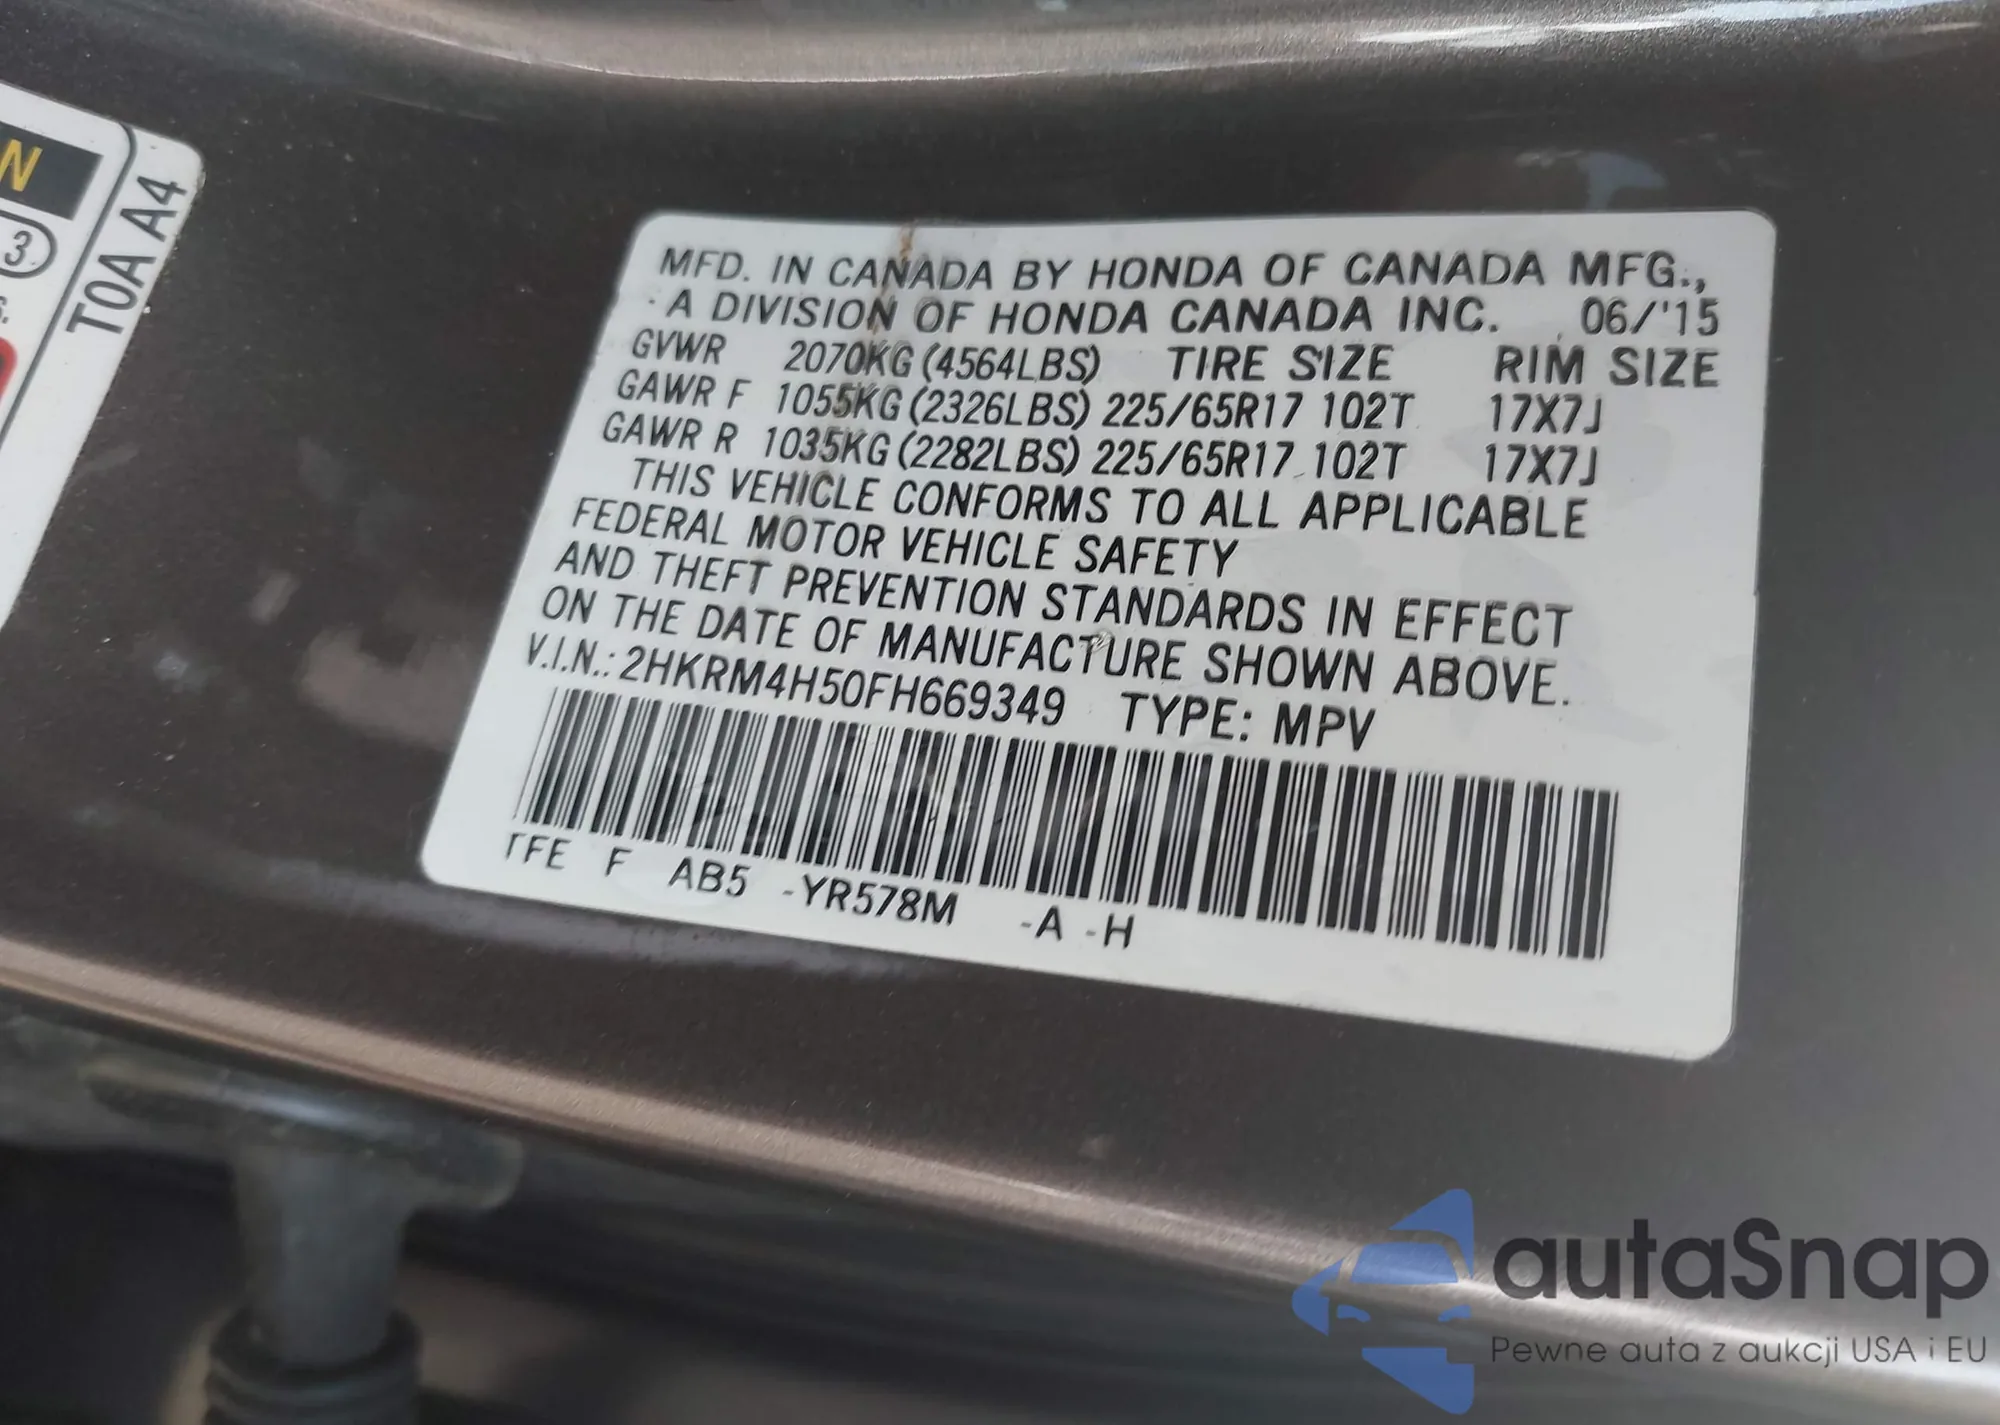 N
3
T0A A4
MFD. IN CANADA BY HONDA OF CANADA MFG.,
A DIVISION OF HONDA CANADA INC. 06/'15
GVWR 2070KG (4564LBS) TIRE SIZE RIM SIZE
GAWR F 1055KG (2326LBS) 225/65R17 102T 17X7J
GAWR R 1035KG (2282LBS) 225/65R17 102T 17X7J
THIS VEHICLE CONFORMS TO ALL APPLICABLE
FEDERAL MOTOR VEHICLE SAFETY
AND THEFT PREVENTION STANDARDS IN EFFECT
ON THE DATE OF MANUFACTURE SHOWN ABOVE.
V.I.N.: 2HKRM4H50FH669349 TYPE: MPV
TFE F AB5 -YR578M -A -H
autaSnap
Pewne auta z aukcji USA i EU